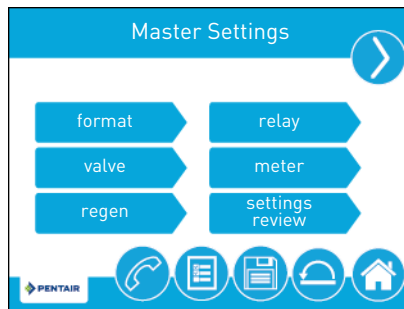 Master Settings
format
relay
valve
meter
regen
settings
review
PENTAIR